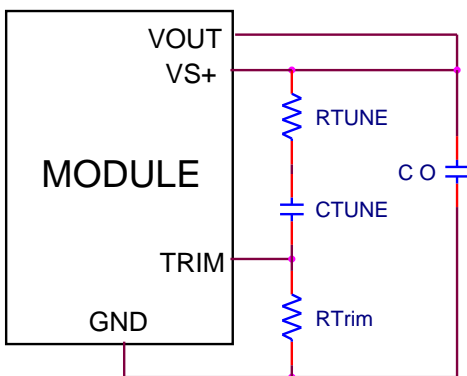 VOUT
VS+
RTUNE
MODULE
C O
CTUNE
TRIM
GND
RTrim